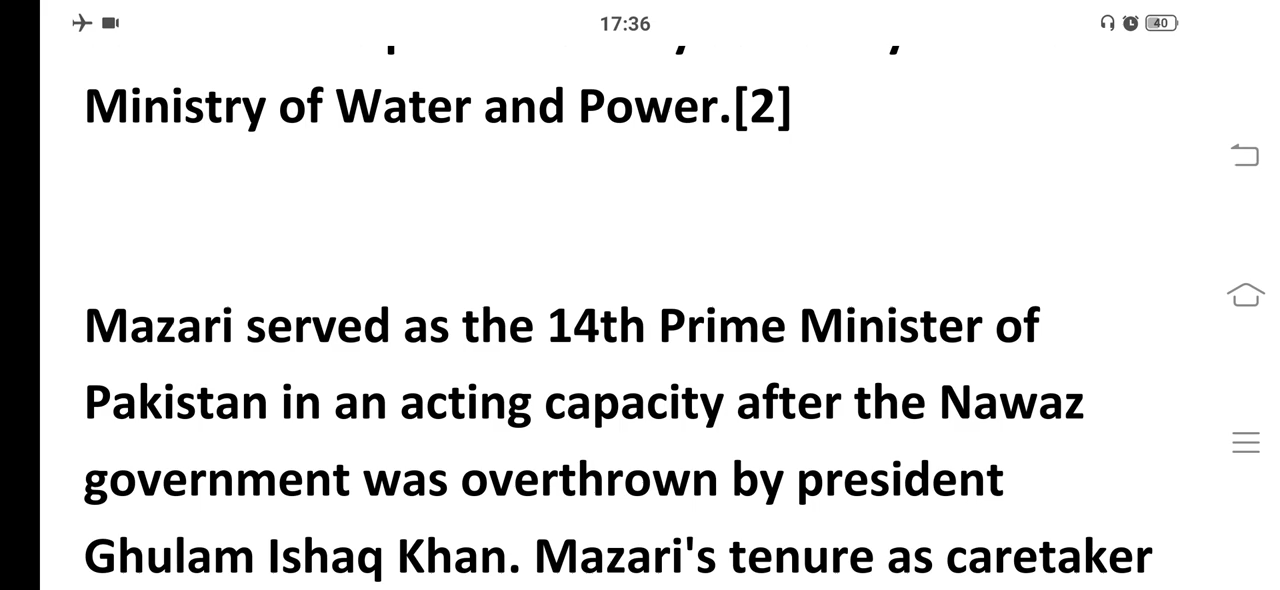 17:36
40
Ministry of Water and Power.[2]
Mazari served as the 14th Prime Minister of
Pakistan in an acting capacity after the Nawaz
government was overthrown by president
Ghulam Ishaq Khan. Mazari's tenure as caretaker